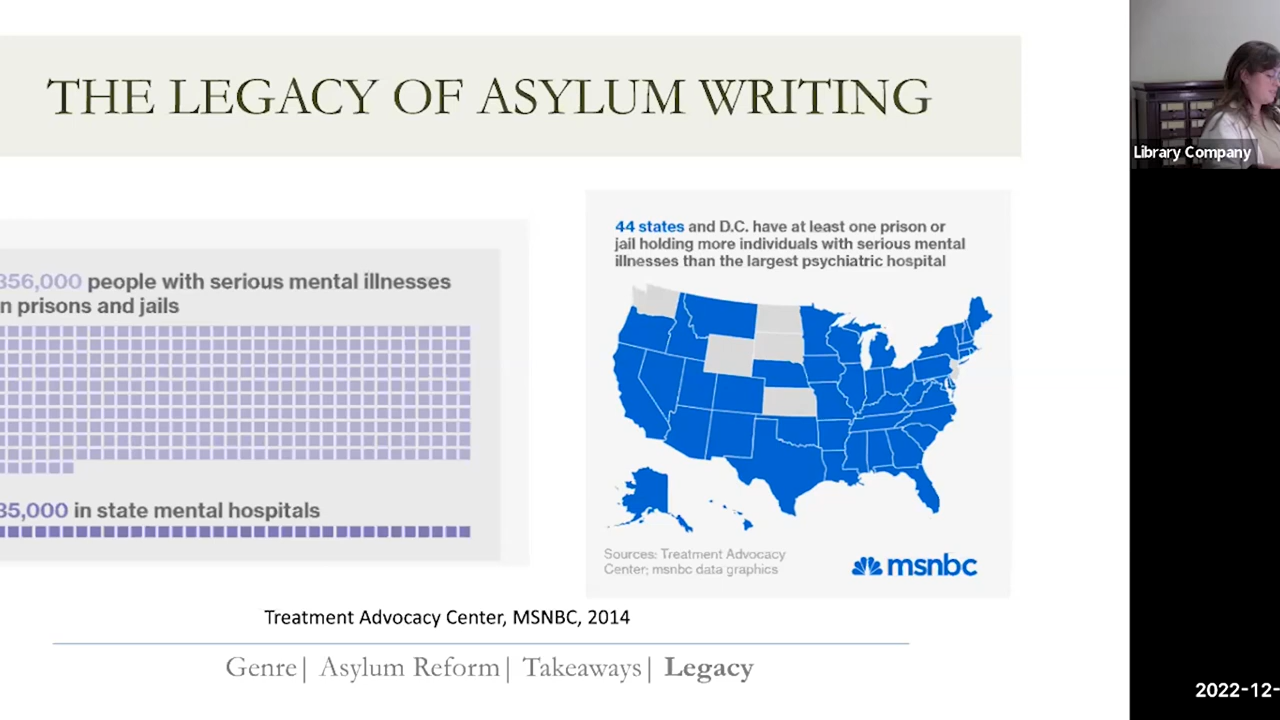 THE LEGACY OF ASYLUM WRITING
Library Company
356,000 people with serious mental illnesses
n prisons and jails
35,000 in state mental hospitals
44 states and D.C. have at least one prison or
jail holding more individuals with serious mental
illnesses than the largest psychiatric hospital
Sources: Treatment Advocacy
Center; msnbc data graphics
msnbc
Treatment Advocacy Center, MSNBC, 2014
Genre| Asylum Reform| Takeaways| Legacy
2022-12-